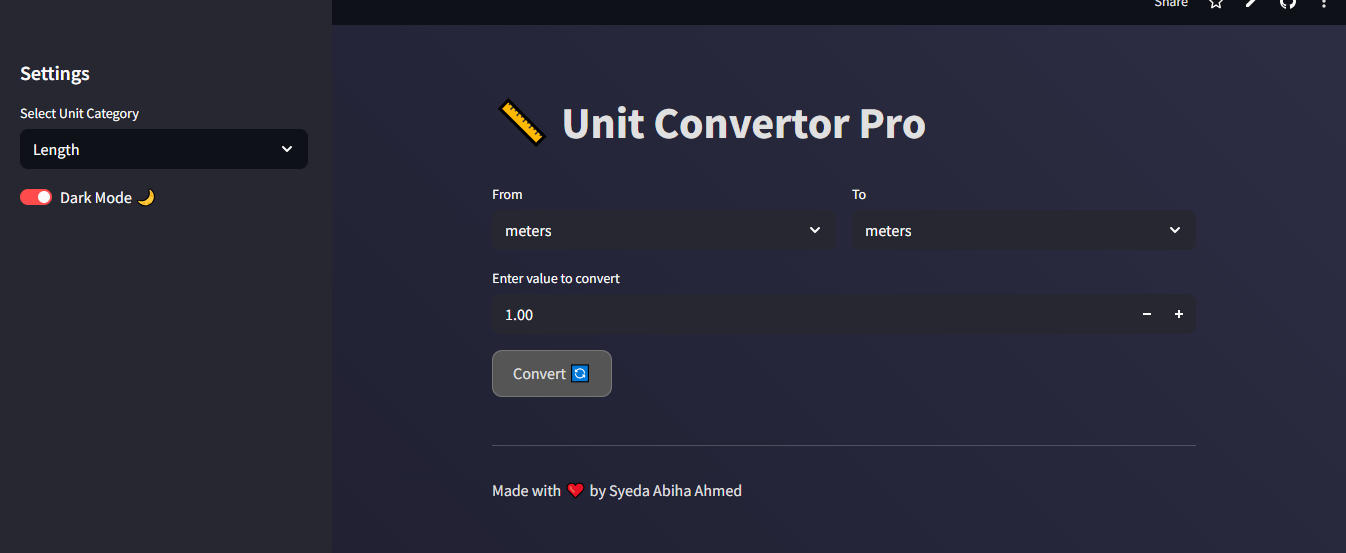 Share
Settings
Select Unit Category
Length
Dark Mode 🌙
📏 Unit Convertor Pro
From
To
meters
meters
Enter value to convert
1.00
Convert 🔄
Made with ❤️ by Syeda Abiha Ahmed